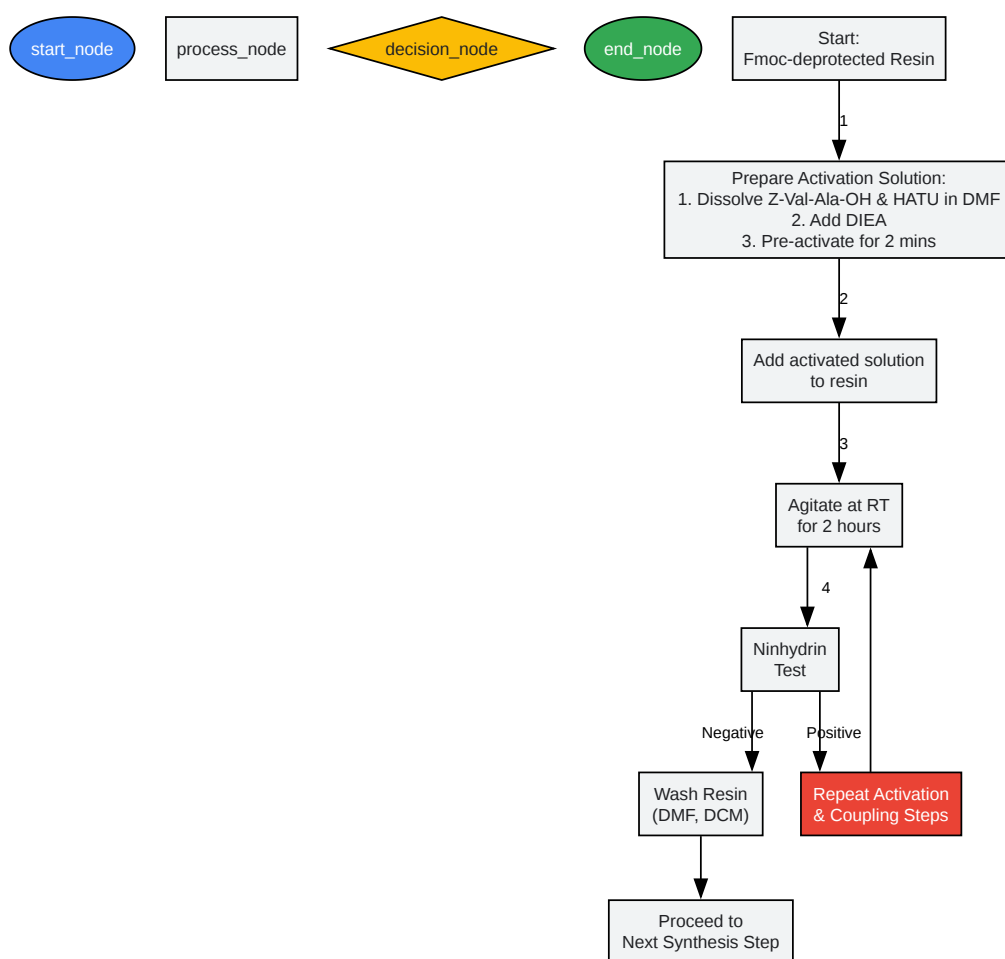 start_node
process_node
decision_node
end_node
Start:
Fmoc-deprotected Resin
1
Prepare Activation Solution:
1. Dissolve Z-Val-Ala-OH & HATU in DMF
2. Add DIEA
3. Pre-activate for 2 mins
2
Add activated solution
to resin
3
Agitate at RT
for 2 hours
4
Ninhydrin
Test
Negative
Positive
Wash Resin
(DMF, DCM)
Repeat Activation
& Coupling Steps
Proceed to
Next Synthesis Step